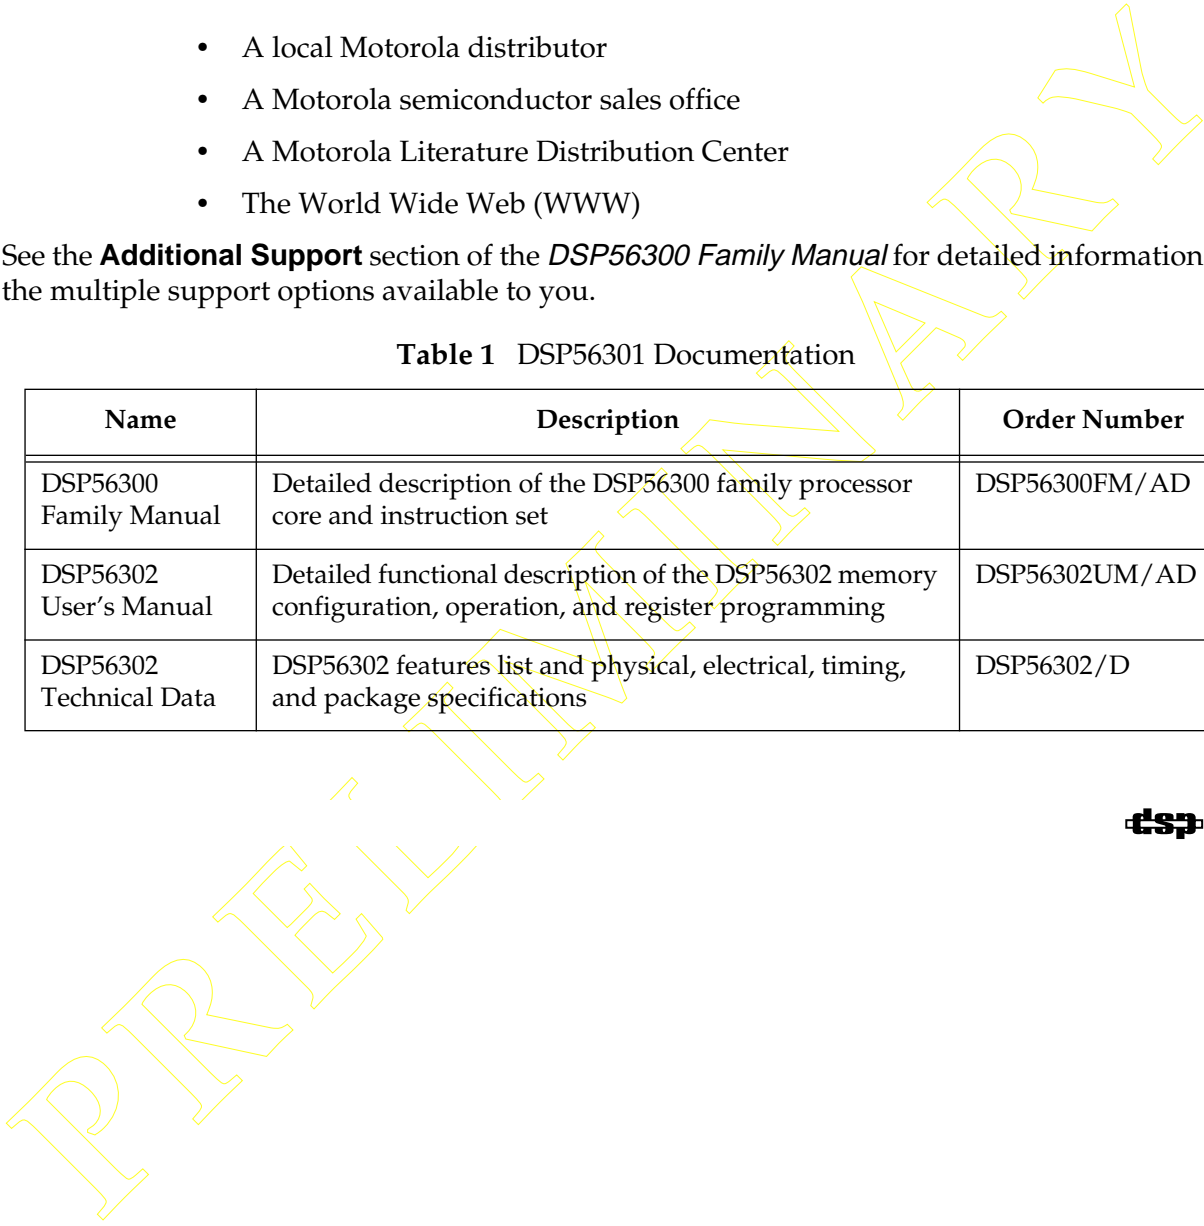 • A local Motorola distributor
• A Motorola semiconductor sales office
• A Motorola Literature Distribution Center
• The World Wide Web (WWW)
See the Additional Support section of the DSP56300 Family Manual for detailed information
the multiple support options available to you.
Table 1 DSP56301 Documentation
Name Description Order Number
DSP56300 Detailed description of the DSP56300 family processor DSP56300FM/AD
Family Manual core and instruction set
DSP56302 Detailed functional description of the DSP56302 memory DSP56302UM/AD
User's Manual configuration, operation, and register programming
DSP56302 DSP56302 features list and physical, electrical, timing, DSP56302/D
Technical Data and package specifications
dsp
PRELIMINARY